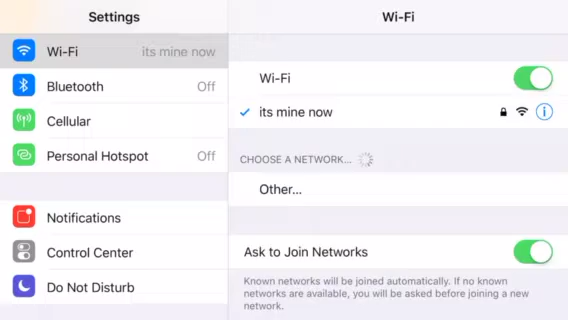 Settings
Wi-Fi
Wi-Fi its mine now
Bluetooth Off
Cellular
Personal Hotspot Off
Notifications
Control Center
Do Not Disturb
Wi-Fi
its mine now
CHOOSE A NETWORK...
Other...
Ask to Join Networks
Known networks will be joined automatically. If no known
networks are available, you will be asked before joining a new
network.